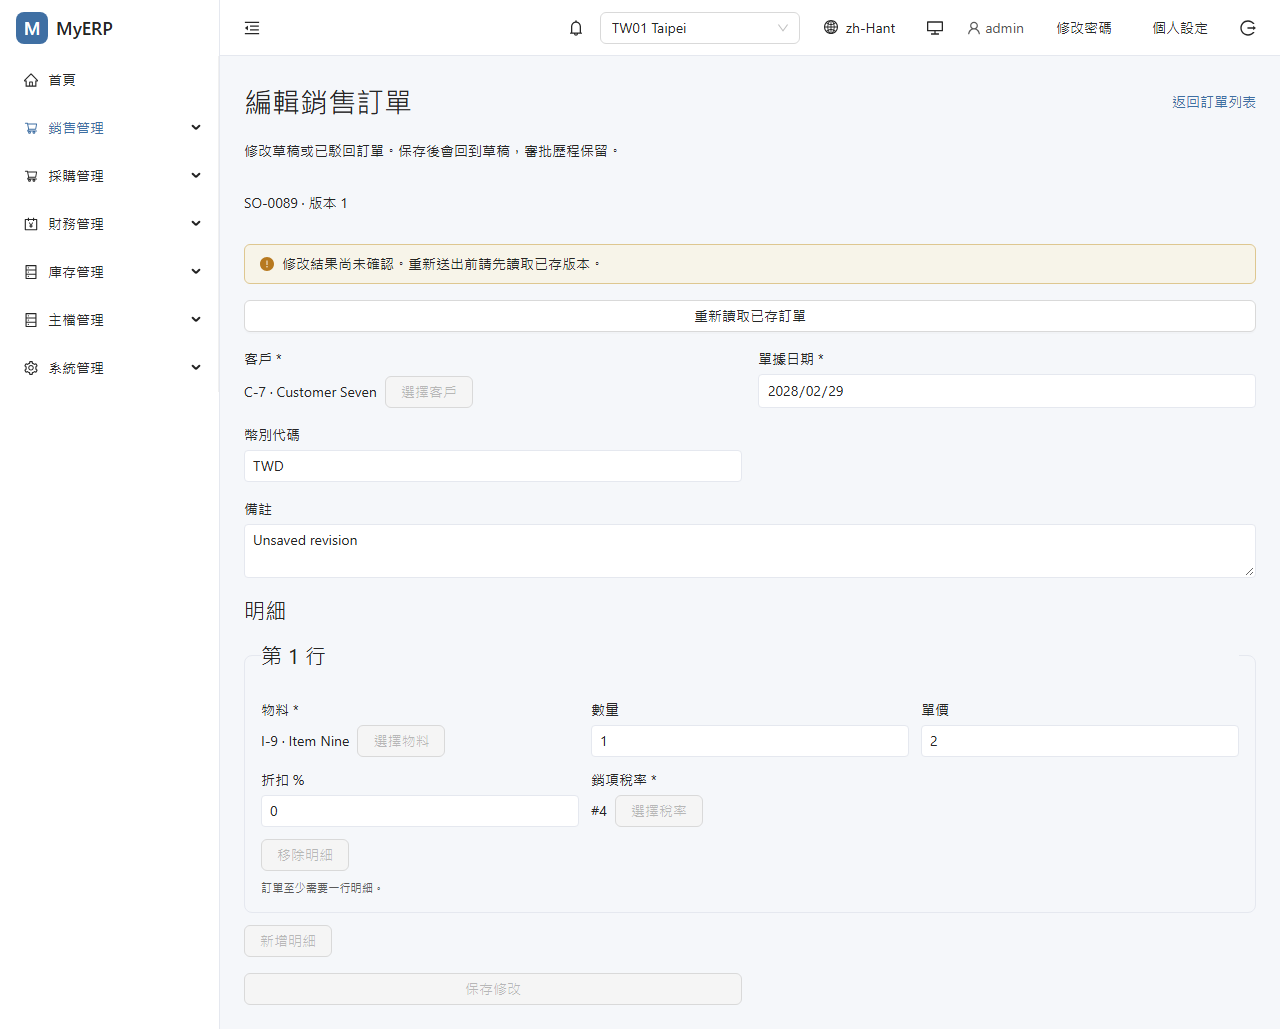 M MyERP
TW01 Taipei
zh-Hant
admin
修改密碼
個人設定
首頁
銷售管理
採購管理
財務管理
庫存管理
主檔管理
系統管理
編輯銷售訂單
返回訂單列表
修改草稿或已駁回訂單。保存後會回到草稿，審批歷程保留。
SO-0089 · 版本 1
修改結果尚未確認。重新送出前請先讀取已存版本。
重新讀取已存訂單
客戶 *
C-7 · Customer Seven
選擇客戶
單據日期 *
2028/02/29
幣別代碼
TWD
備註
Unsaved revision
明細
第 1 行
物料 *
I-9 · Item Nine
選擇物料
數量
1
單價
2
折扣 %
0
銷項稅率 *
#4
選擇稅率
移除明細
訂單至少需要一行明細。
新增明細
保存修改